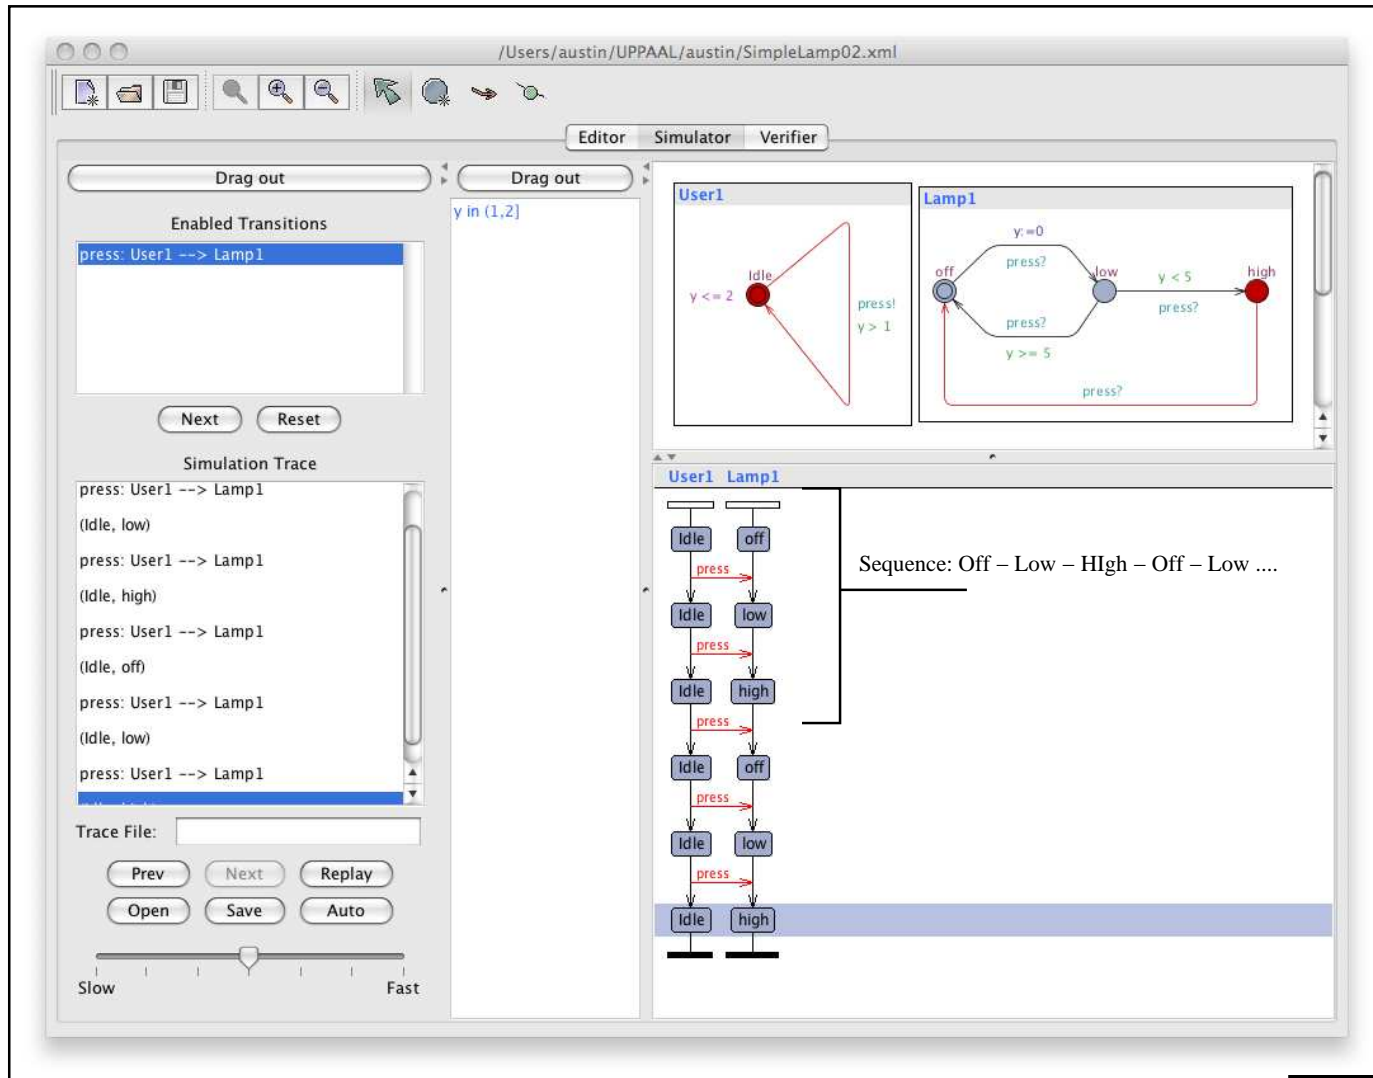 /Users/austin/UPPAAL/austin/SimpleLamp02.xml
Editor Simulator Verifier
Drag out
Enabled Transitions
press: User1 --> Lamp1
Next Reset
Simulation Trace
press: User1 --> Lamp1
(Idle, low)
press: User1 --> Lamp1
(Idle, high)
press: User1 --> Lamp1
(Idle, off)
press: User1 --> Lamp1
(Idle, low)
press: User1 --> Lamp1
Trace File:
Prev Next Replay
Open Save Auto
Slow Fast
Drag out
y in (1,2]
User1
Idle
y <= 2
press!
y > 1
Lamp1
y:=0
press?
off low high
y < 5
press?
press?
y >= 5
press?
User1 Lamp1
Idle off
press
Idle low
press
Idle high
press
Idle off
press
Idle low
press
Idle high
Sequence: Off – Low – HIgh – Off – Low ....